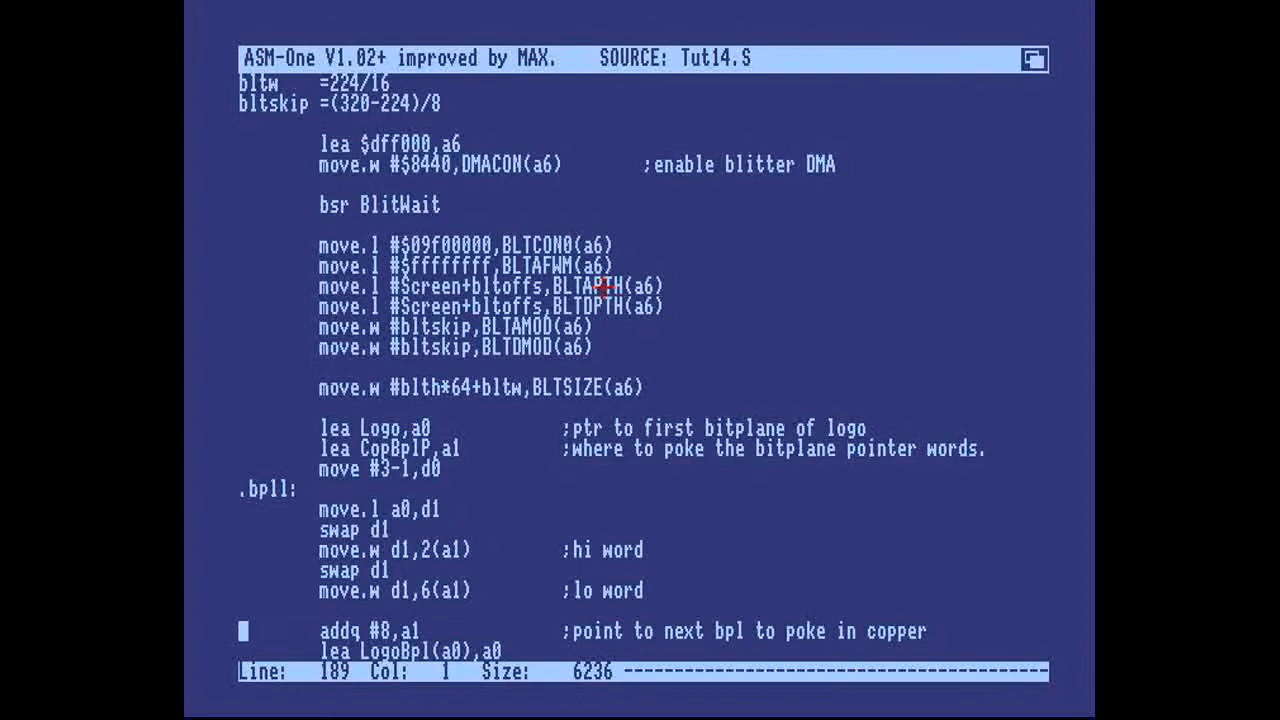 ASM-One V1.02+ improved by MAX. SOURCE: Tut14.S
bltw =224/16
bltskip =(320-224)/8
lea $dff000,a6
move.w #$8440,DMACON(a6) ;enable blitter DMA
bsr BlitWait
move.l #$09f00000,BLTCON0(a6)
move.l #$ffffffff,BLTAFWM(a6)
move.l #Screen+bltoffs,BLTAPTH(a6)
move.l #Screen+bltoffs,BLTDPTH(a6)
move.w #bltskip,BLTAMOD(a6)
move.w #bltskip,BLTDMOD(a6)
move.w #blth*64+bltw,BLTSIZE(a6)
lea Logo,a0 ;ptr to first bitplane of logo
lea CopBplP,a1 ;where to poke the bitplane pointer words.
move #3-1,d0
.bpll:
move.l a0,d1
swap d1
move.w d1,2(a1) ;hi word
swap d1
move.w d1,6(a1) ;lo word
addq #8,a1 ;point to next bpl to poke in copper
lea LogoBpl(a0),a0
Line: 189 Col: 1 Size: 6236 ------------------------------------------